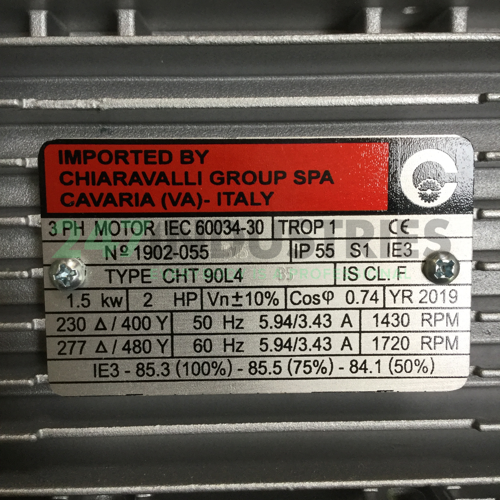 IMPORTED BY
CHIARAVALLI GROUP SPA
CAVARIA (VA)- ITALY
3 PH MOTOR IEC 60034-30 TROP 1 CE
Nº 1902-055 IP 55 S1 IE3
TYPE CHT 90L4 B5 IS CL. F
1.5 kw 2 HP Vn±10% Cosφ 0.74 YR 2019
230 Δ/400 Y 50 Hz 5.94/3.43 A 1430 RPM
277 Δ/480 Y 60 Hz 5.94/3.43 A 1720 RPM
IE3 - 85.3 (100%) - 85.5 (75%) - 84.1 (50%)